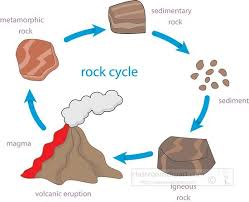 metamorphic
rock
sedimentary
rock
rock cycle
sediment
magma
volcanic eruption
igneous
rock